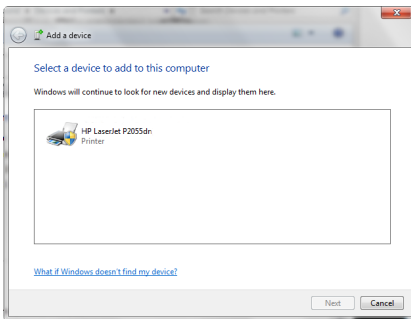 Add a device
Select a device to add to this computer
Windows will continue to look for new devices and display them here.
HP LaserJet P2055dn
Printer
What if Windows doesn't find my device?
Next
Cancel